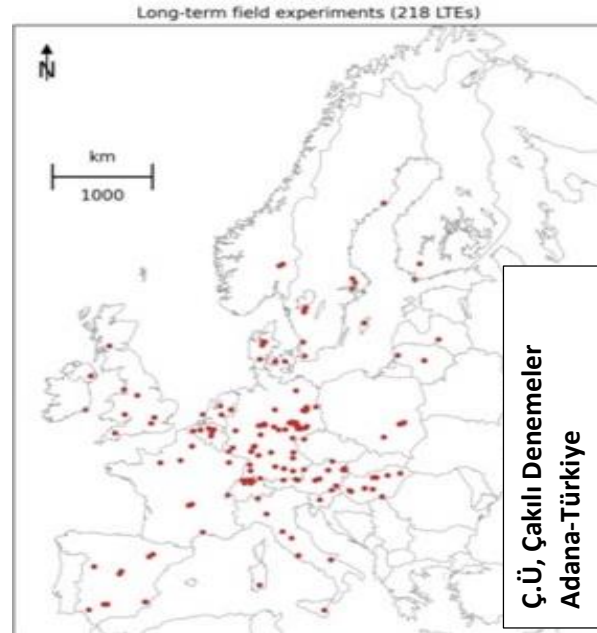 Long-term field experiments (218 LTEs)
N
km
1000
Ç.Ü, Çakılı Denemeler
Adana-Türkiye